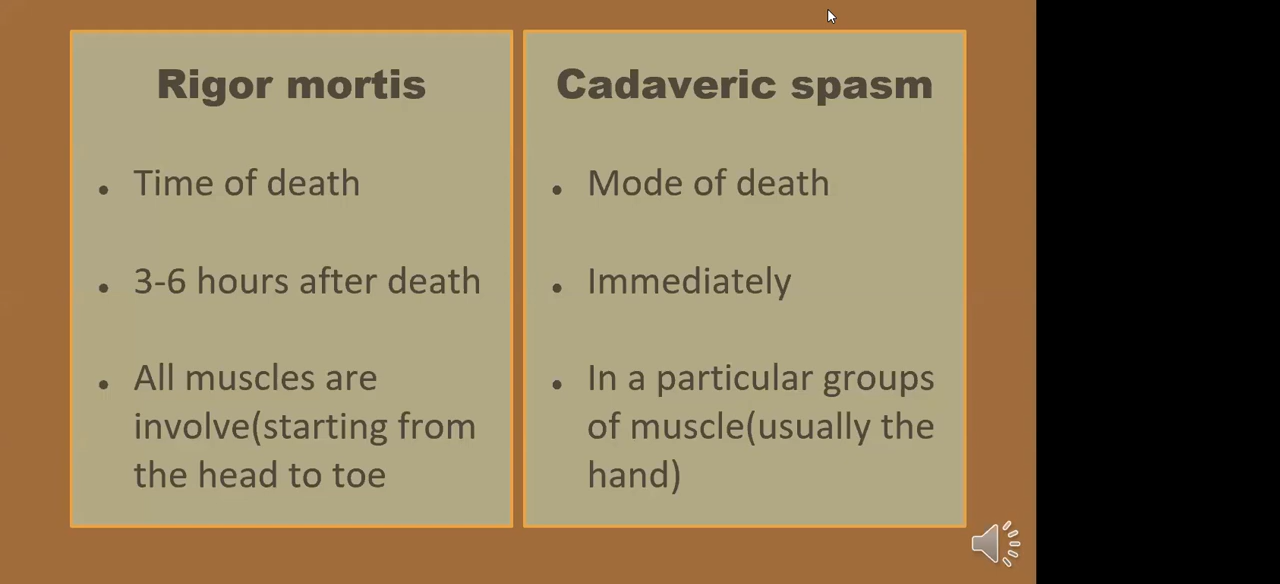 Rigor mortis
• Time of death
• 3-6 hours after death
• All muscles are
involve(starting from
the head to toe
Cadaveric spasm
• Mode of death
• Immediately
• In a particular groups
of muscle(usually the
hand)